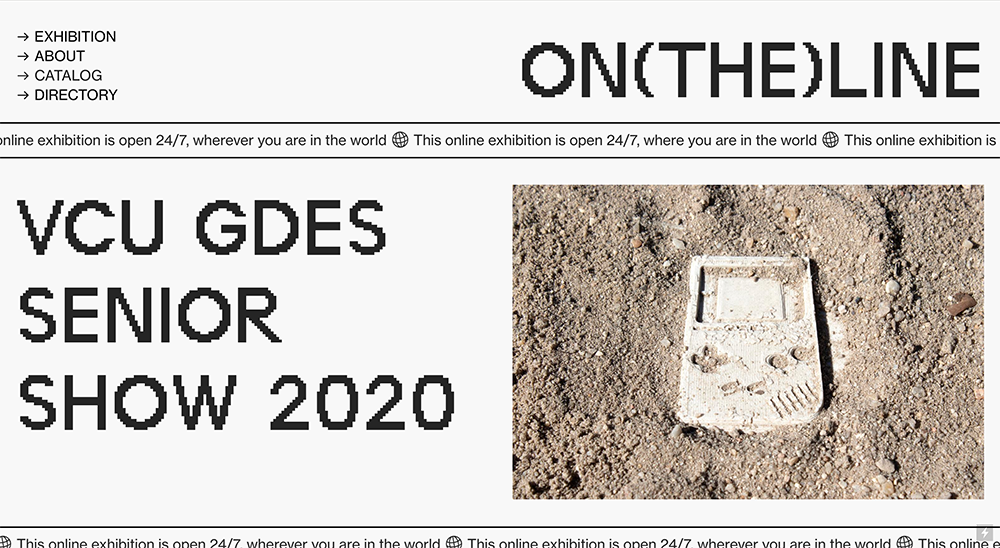 → EXHIBITION
→ ABOUT
→ CATALOG
→ DIRECTORY
ON(THE)LINE
online exhibition is open 24/7, wherever you are in the world 🌐 This online exhibition is open 24/7, where you are in the world 🌐 This online exhibition is
VCU GDES
SENIOR
SHOW 2020
This online exhibition is open 24/7, wherever you are in the world 🌐 This online exhibition is open 24/7, wherever you are in the world 🌐 This online